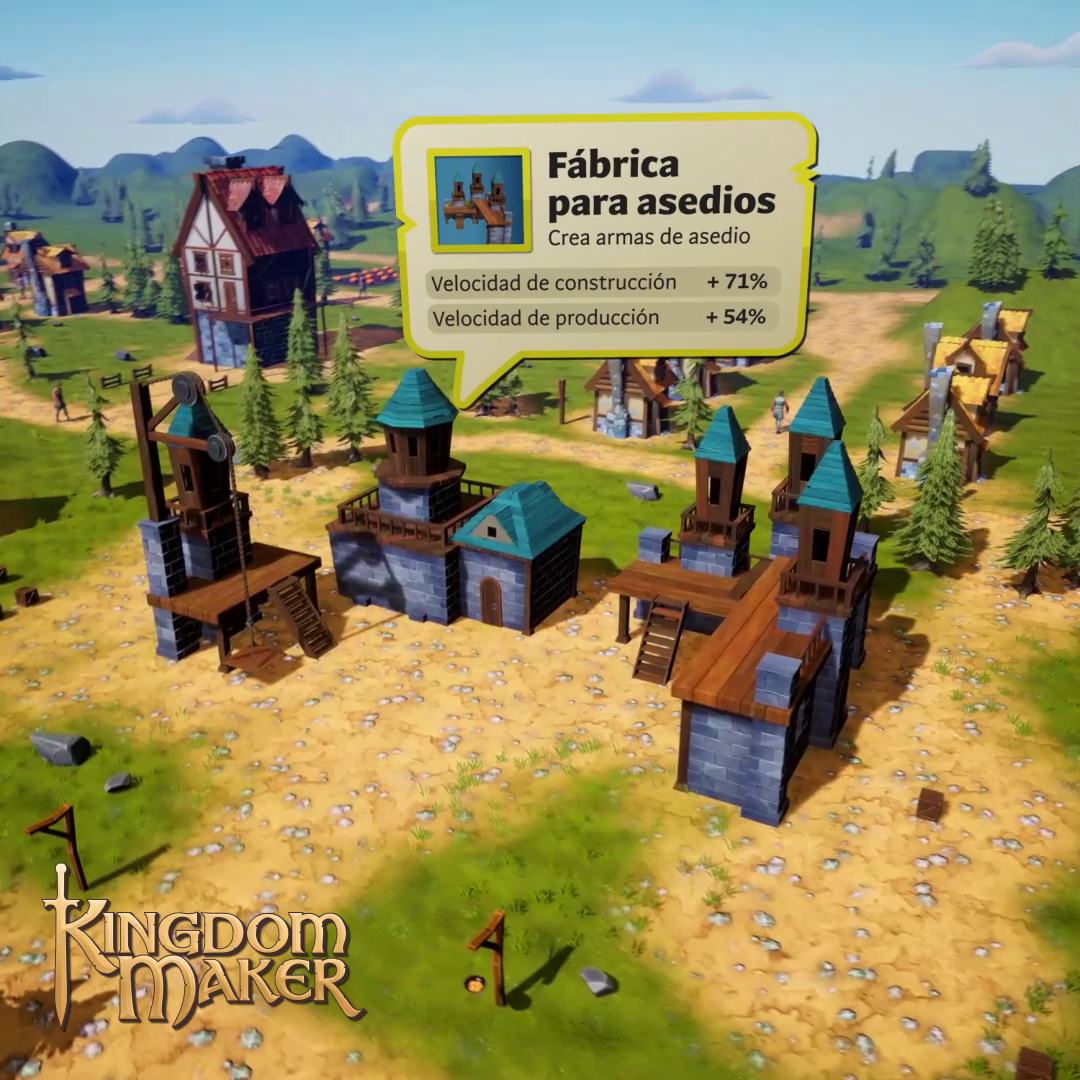 Fábrica
para asedios
Crea armas de asedio
Velocidad de construcción + 71%
Velocidad de producción + 54%
KINGDOM
MAKER